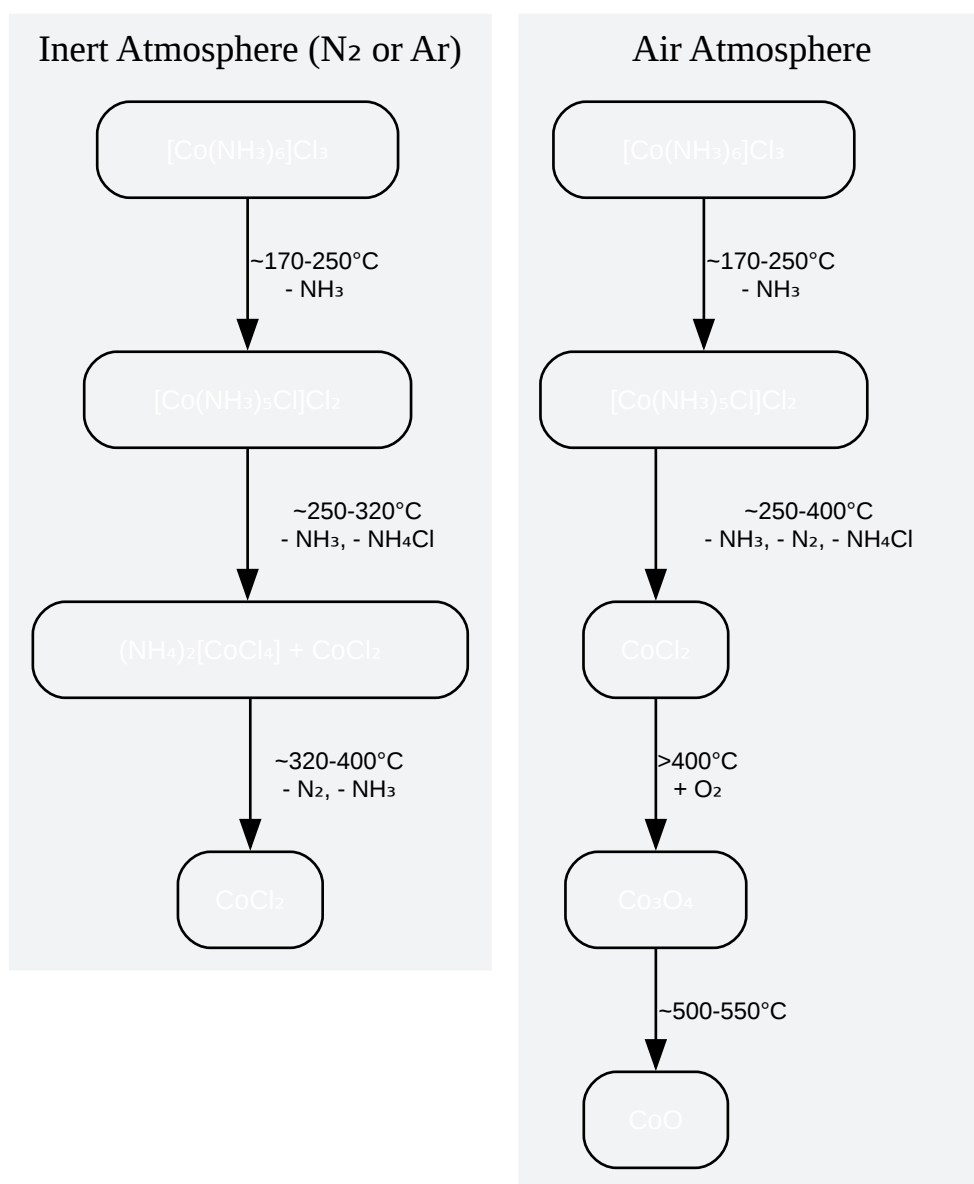 Inert Atmosphere (N₂ or Ar)
[Co(NH₃)₆]Cl₃
~170-250°C
- NH₃
[Co(NH₃)₅Cl]Cl₂
~250-320°C
- NH₃, - NH₄Cl
(NH₄)₂[CoCl₄] + CoCl₂
~320-400°C
- N₂, - NH₃
CoCl₂
Air Atmosphere
[Co(NH₃)₆]Cl₃
~170-250°C
- NH₃
[Co(NH₃)₅Cl]Cl₂
~250-400°C
- NH₃, - N₂, - NH₄Cl
CoCl₂
>400°C
+ O₂
Co₃O₄
~500-550°C
CoO